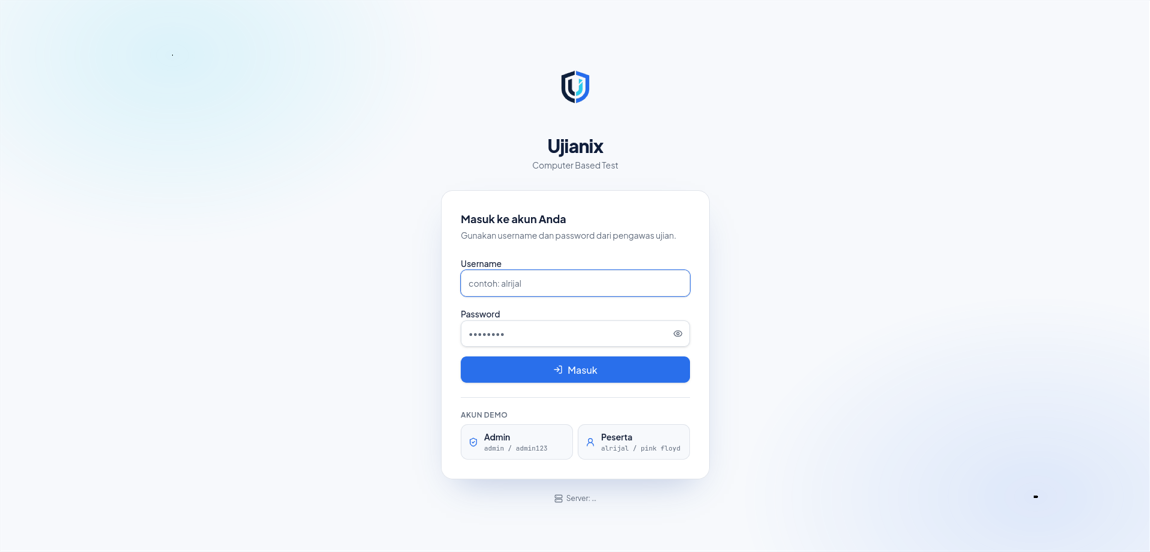 Ujianix
Computer Based Test
Masuk ke akun Anda
Gunakan username dan password dari pengawas ujian.
Username
contoh: alrijal
Password
••••••••
Masuk
AKUN DEMO
Admin
admin / admin123
Peserta
alrijal / pink floyd
Server: …